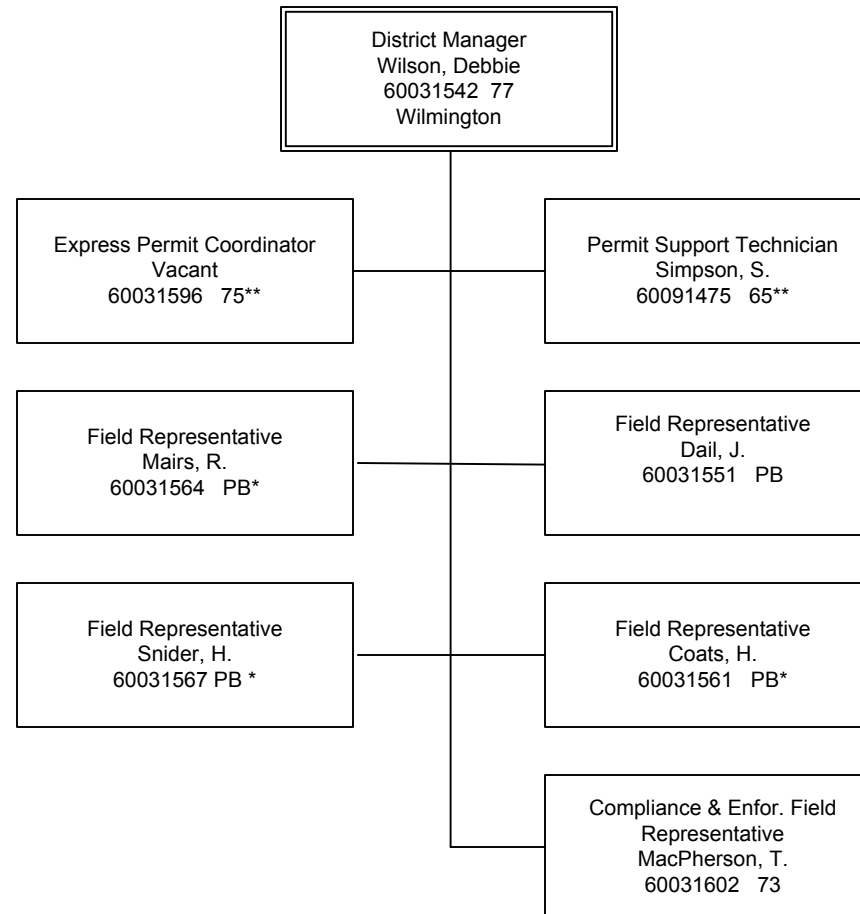 District Manager
Wilson, Debbie
60031542 77
Wilmington
Express Permit Coordinator
Vacant
60031596 75**
Permit Support Technician
Simpson, S.
60091475 65**
Field Representative
Mairs, R.
60031564 PB*
Field Representative
Dail, J.
60031551 PB
Field Representative
Snider, H.
60031567 PB *
Field Representative
Coats, H.
60031561 PB*
Compliance & Enfor. Field
Representative
MacPherson, T.
60031602 73